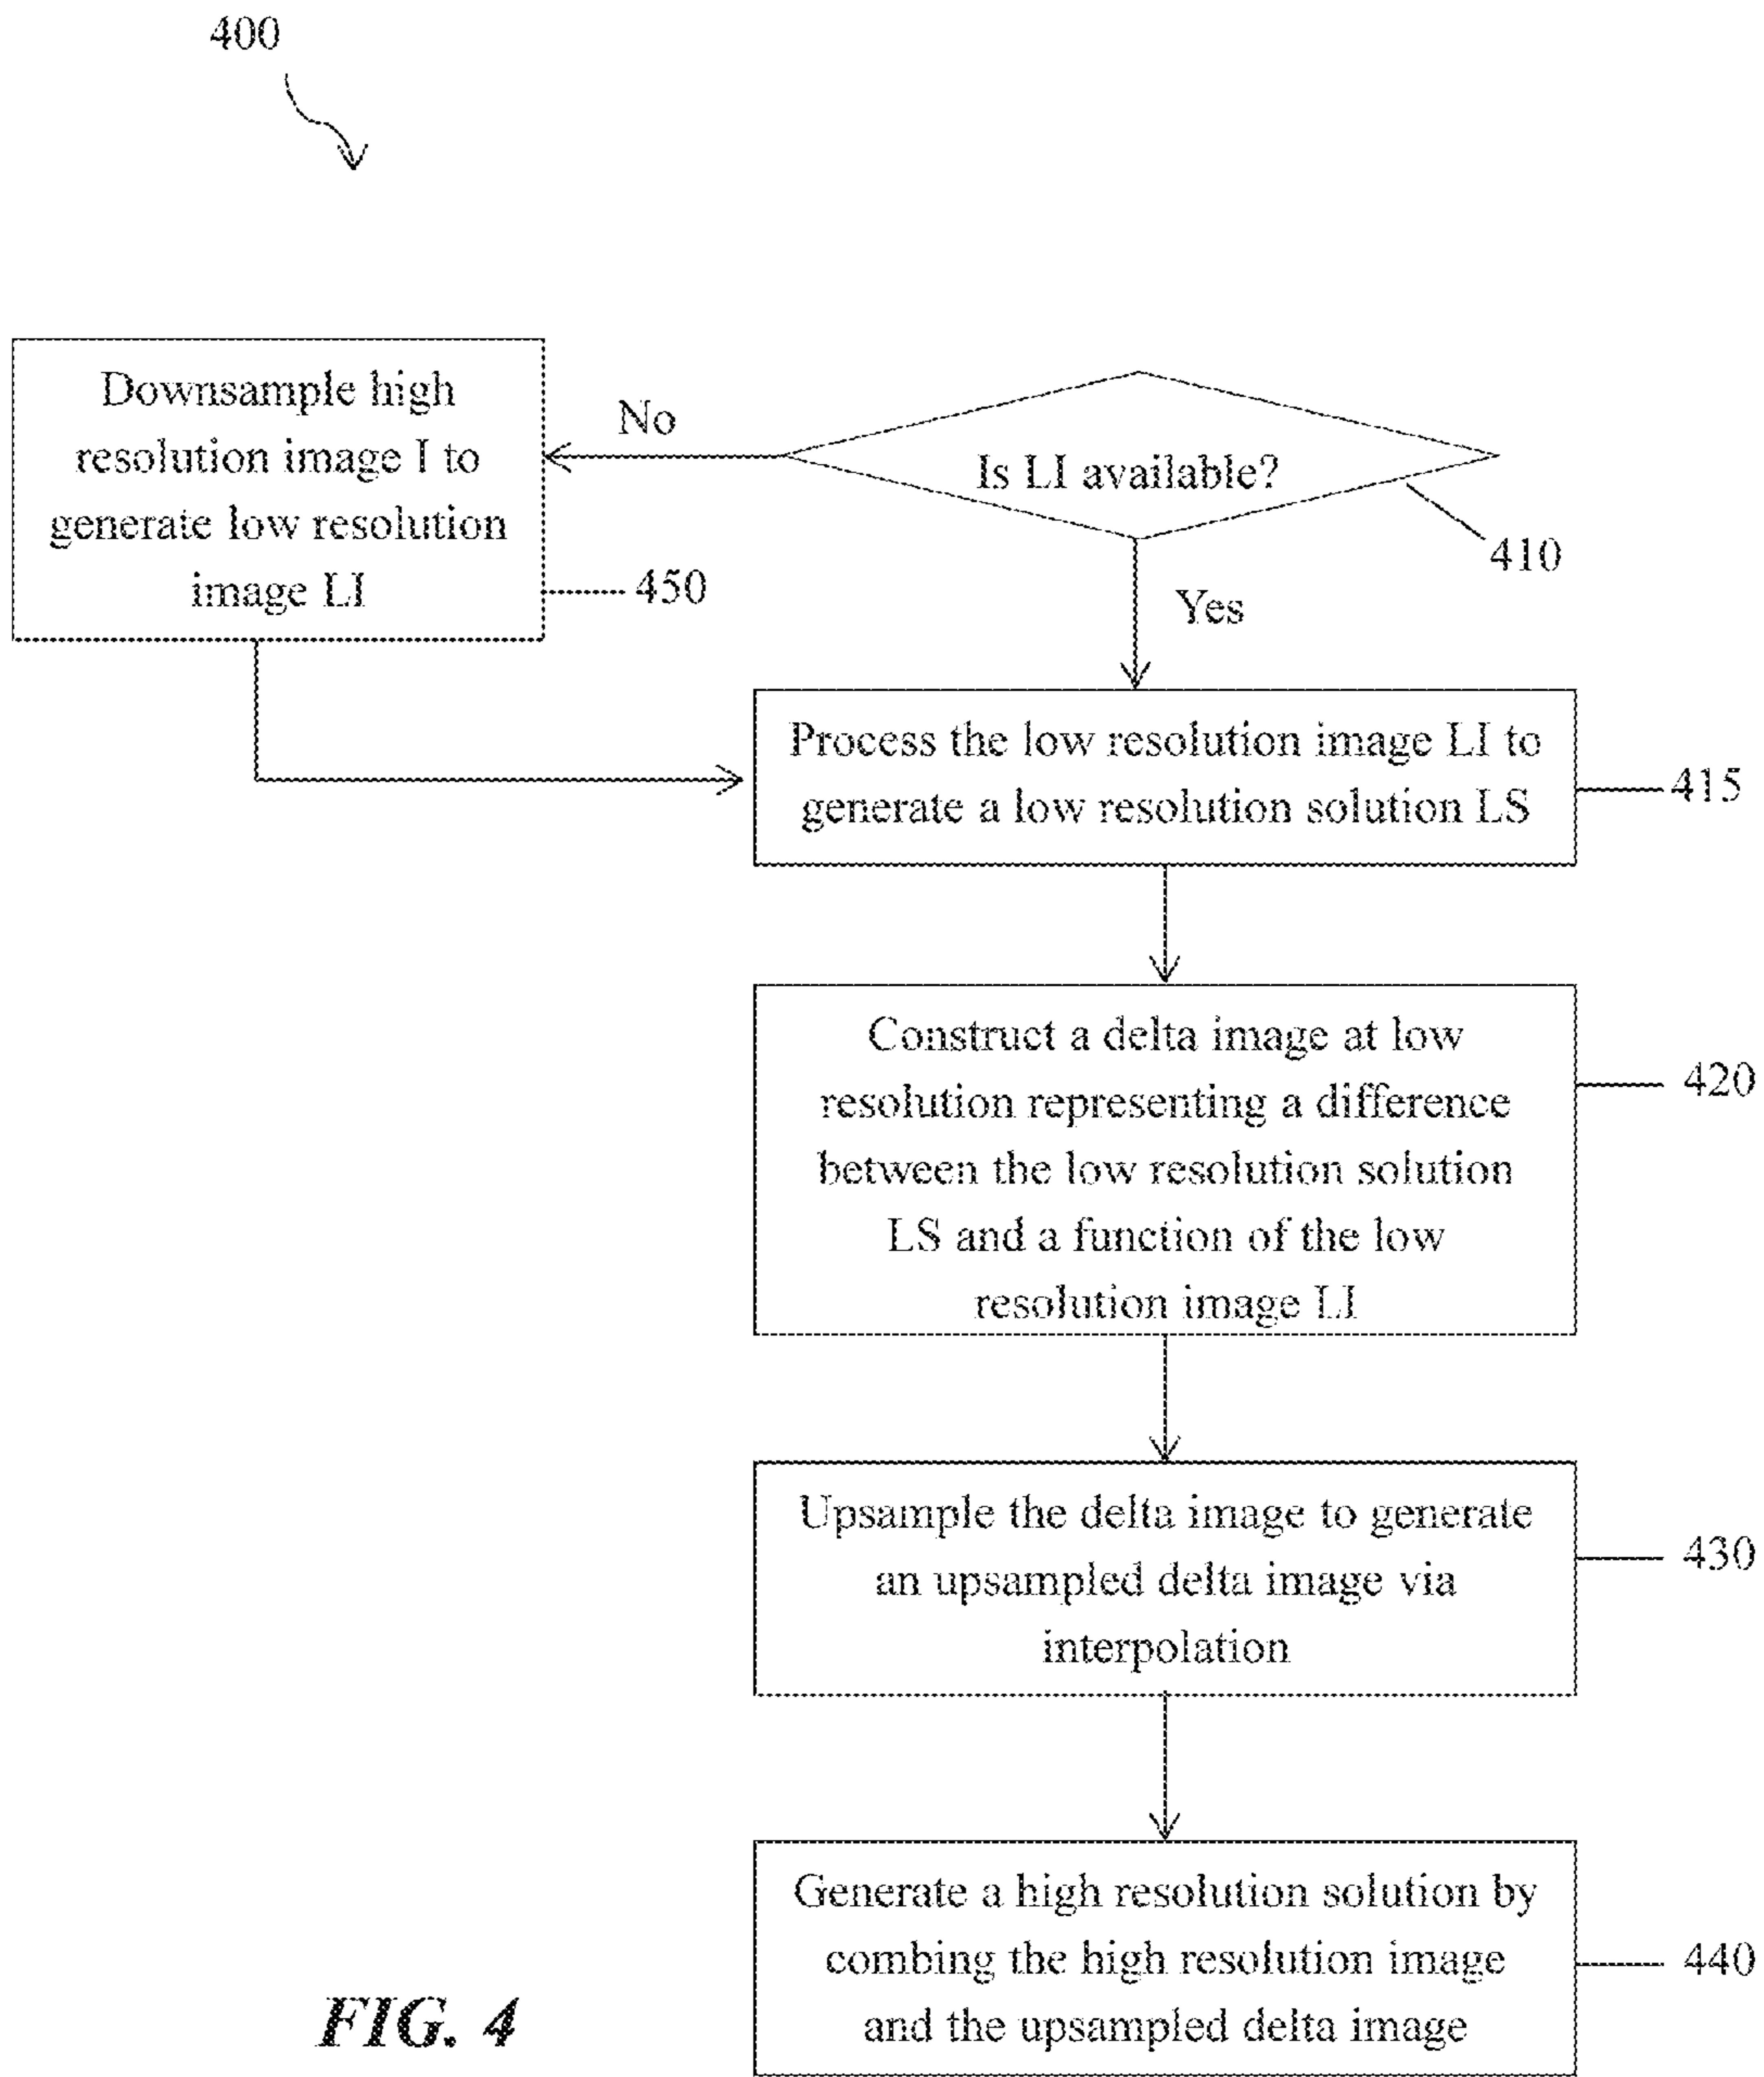 400
Downsample high
resolution image I to
generate low resolution
image LI
450
No
Is LI available?
410
Yes
Process the low resolution image LI to
generate a low resolution solution LS
415
Construct a delta image at low
resolution representing a difference
between the low resolution solution
LS and a function of the low
resolution image LI
420
Upsample the delta image to generate
an upsampled delta image via
interpolation
430
Generate a high resolution solution by
combing the high resolution image
and the upsampled delta image
440
FIG. 4